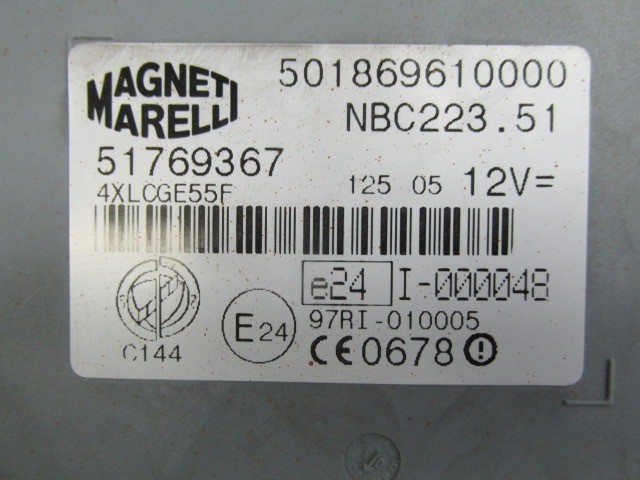 MAGNETI
MARELLI
501869610000
NBC223.51
51769367
4XLCGE55F
125 05 12V=
e24 I-000048
E24
97RI-010005
C144
CE0678